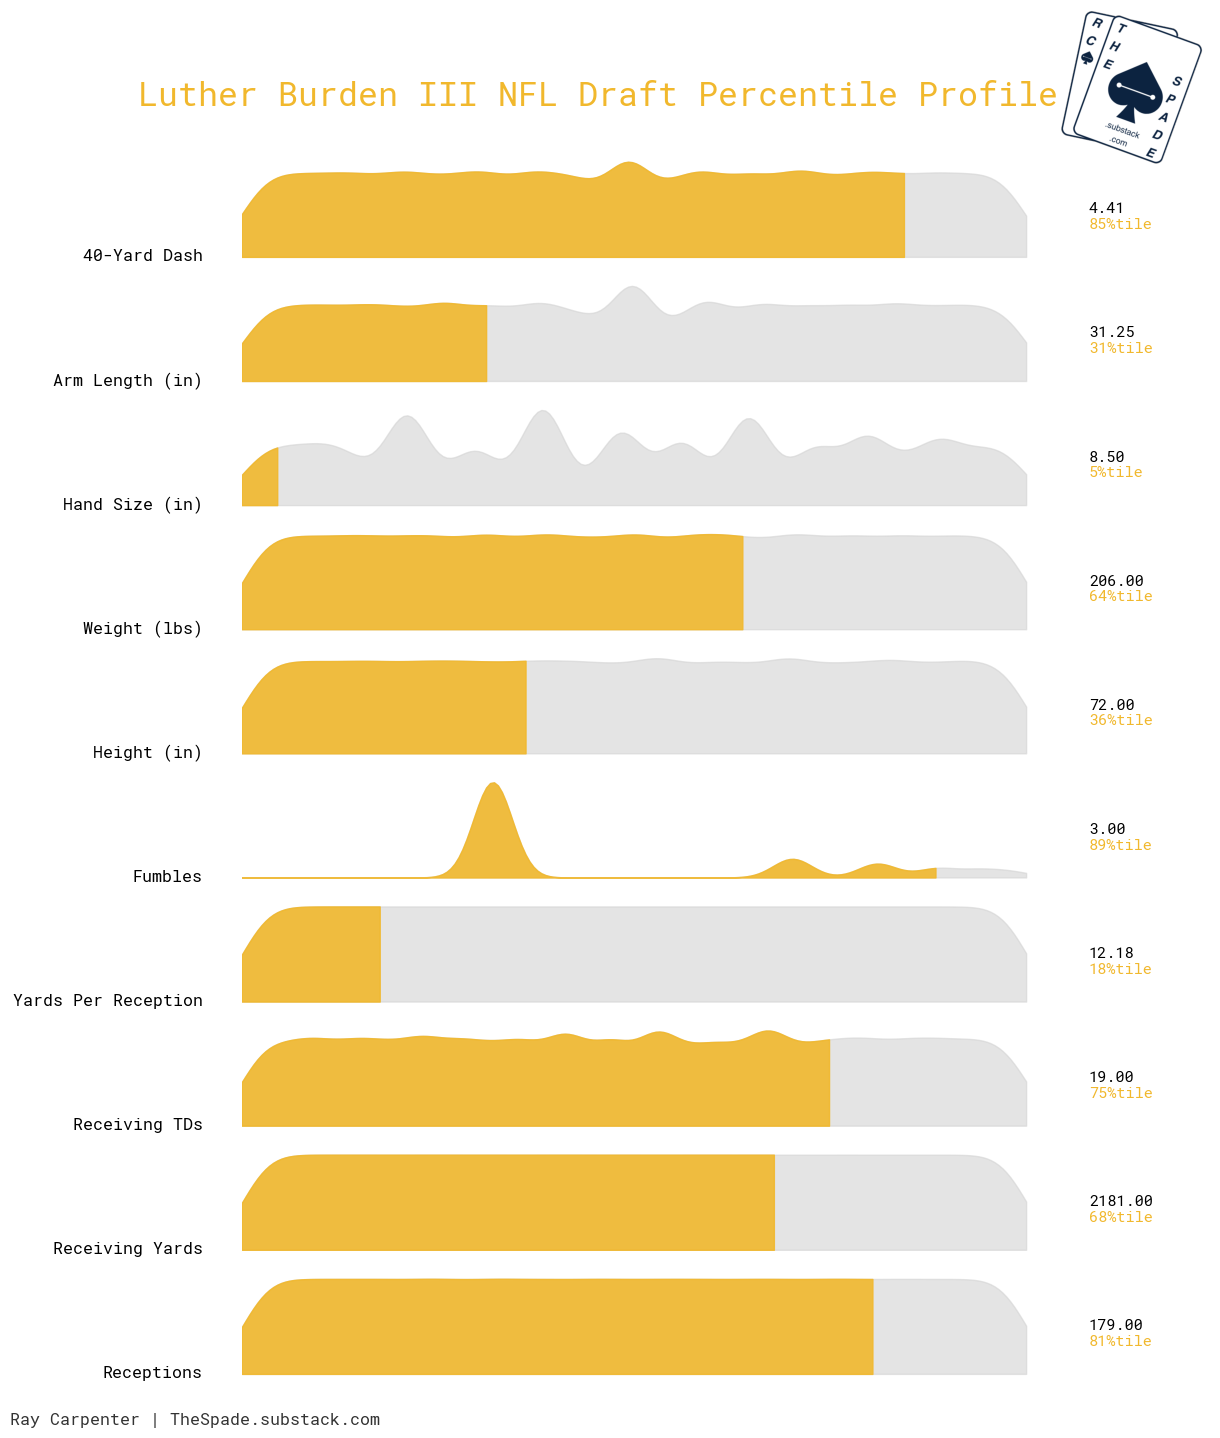 RC
THE
SPADE
.substack
.com
Luther Burden III NFL Draft Percentile Profile
40-Yard Dash
4.41
85%tile
Arm Length (in)
31.25
31%tile
Hand Size (in)
8.50
5%tile
Weight (lbs)
206.00
64%tile
Height (in)
72.00
36%tile
Fumbles
3.00
89%tile
Yards Per Reception
12.18
18%tile
Receiving TDs
19.00
75%tile
Receiving Yards
2181.00
68%tile
Receptions
179.00
81%tile
Ray Carpenter | TheSpade.substack.com